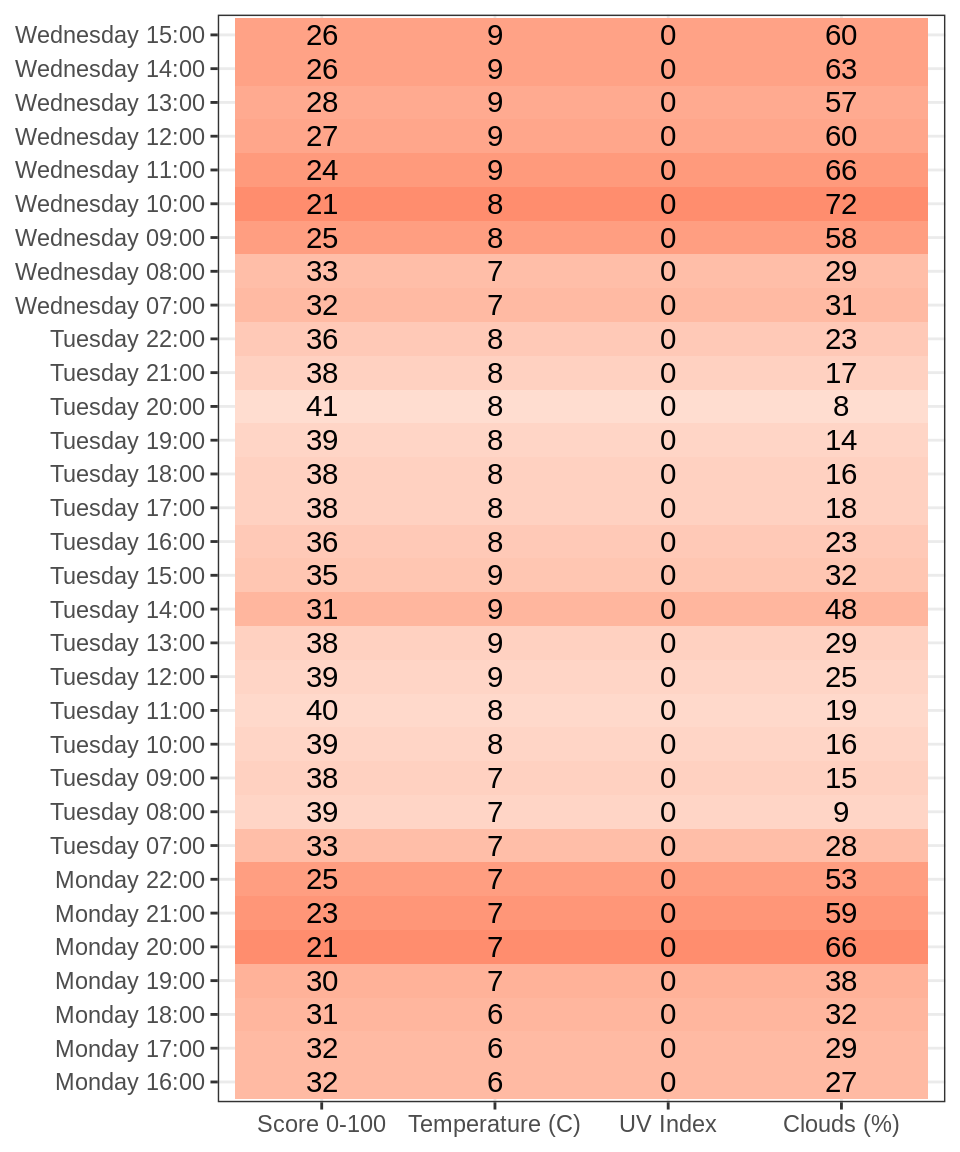 Wednesday 15:00 26 9 0 60
Wednesday 14:00 26 9 0 63
Wednesday 13:00 28 9 0 57
Wednesday 12:00 27 9 0 60
Wednesday 11:00 24 9 0 66
Wednesday 10:00 21 8 0 72
Wednesday 09:00 25 8 0 58
Wednesday 08:00 33 7 0 29
Wednesday 07:00 32 7 0 31
Tuesday 22:00 36 8 0 23
Tuesday 21:00 38 8 0 17
Tuesday 20:00 41 8 0 8
Tuesday 19:00 39 8 0 14
Tuesday 18:00 38 8 0 16
Tuesday 17:00 38 8 0 18
Tuesday 16:00 36 8 0 23
Tuesday 15:00 35 9 0 32
Tuesday 14:00 31 9 0 48
Tuesday 13:00 38 9 0 29
Tuesday 12:00 39 9 0 25
Tuesday 11:00 40 8 0 19
Tuesday 10:00 39 8 0 16
Tuesday 09:00 38 7 0 15
Tuesday 08:00 39 7 0 9
Tuesday 07:00 33 7 0 28
Monday 22:00 25 7 0 53
Monday 21:00 23 7 0 59
Monday 20:00 21 7 0 66
Monday 19:00 30 7 0 38
Monday 18:00 31 6 0 32
Monday 17:00 32 6 0 29
Monday 16:00 32 6 0 27
Score 0-100 Temperature (C) UV Index Clouds (%)